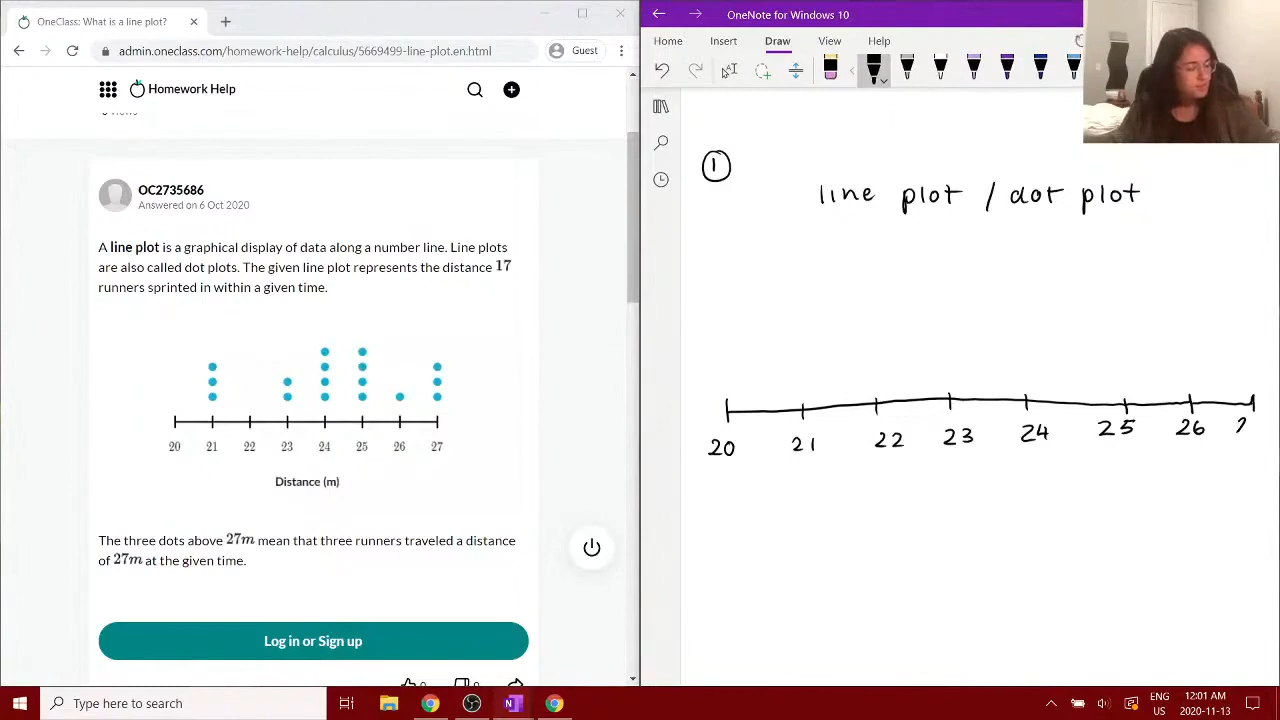 OneClass: What is a line plot?
admin.oneclass.com/homework-help/calculus/5669499-line-plot.en.html
Guest
Homework Help
OC2735686
Answered on 6 Oct 2020
A line plot is a graphical display of data along a number line. Line plots
are also called dot plots. The given line plot represents the distance 17
runners sprinted in within a given time.
20 21 22 23 24 25 26 27
Distance (m)
The three dots above 27m mean that three runners traveled a distance
of 27m at the given time.
Log in or Sign up
OneNote for Windows 10
Home Insert Draw View Help
1
line plot / dot plot
20 21 22 23 24 25 26 2
Type here to search
ENG
US
12:01 AM
2020-11-13